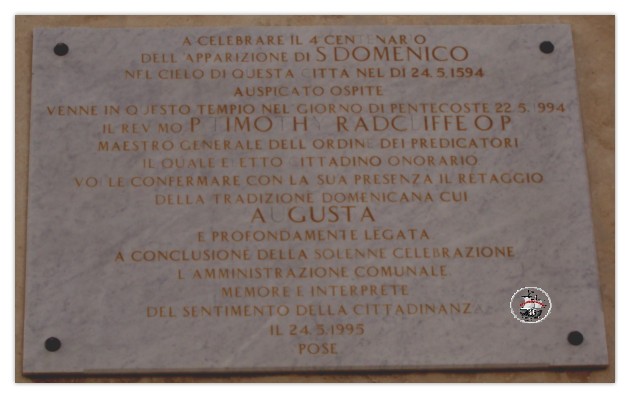 A CELEBRARE IL 4 CENTENARIO
DELL'APPARIZIONE DI S DOMENICO
NEL CIELO DI QUESTA CITTA NEL DÌ 24.5.1594
AUSPICATO OSPITE
VENNE IN QUESTO TEMPIO NEL GIORNO DI PENTECOSTE 22.5.1994
IL REV MO P TIMOTHY RADCLIFFE O P
MAESTRO GENERALE DELL ORDINE DEI PREDICATORI
IL QUALE ELETTO CITTADINO ONORARIO
VOLLE CONFERMARE CON LA SUA PRESENZA IL RETAGGIO
DELLA TRADIZIONE DOMENICANA CUI
AUGUSTA
E PROFONDAMENTE LEGATA
A CONCLUSIONE DELLA SOLENNE CELEBRAZIONE
L AMMINISTRAZIONE COMUNALE
MEMORE E INTERPRETE
DEL SENTIMENTO DELLA CITTADINANZ
IL 24.5.1995
POSE